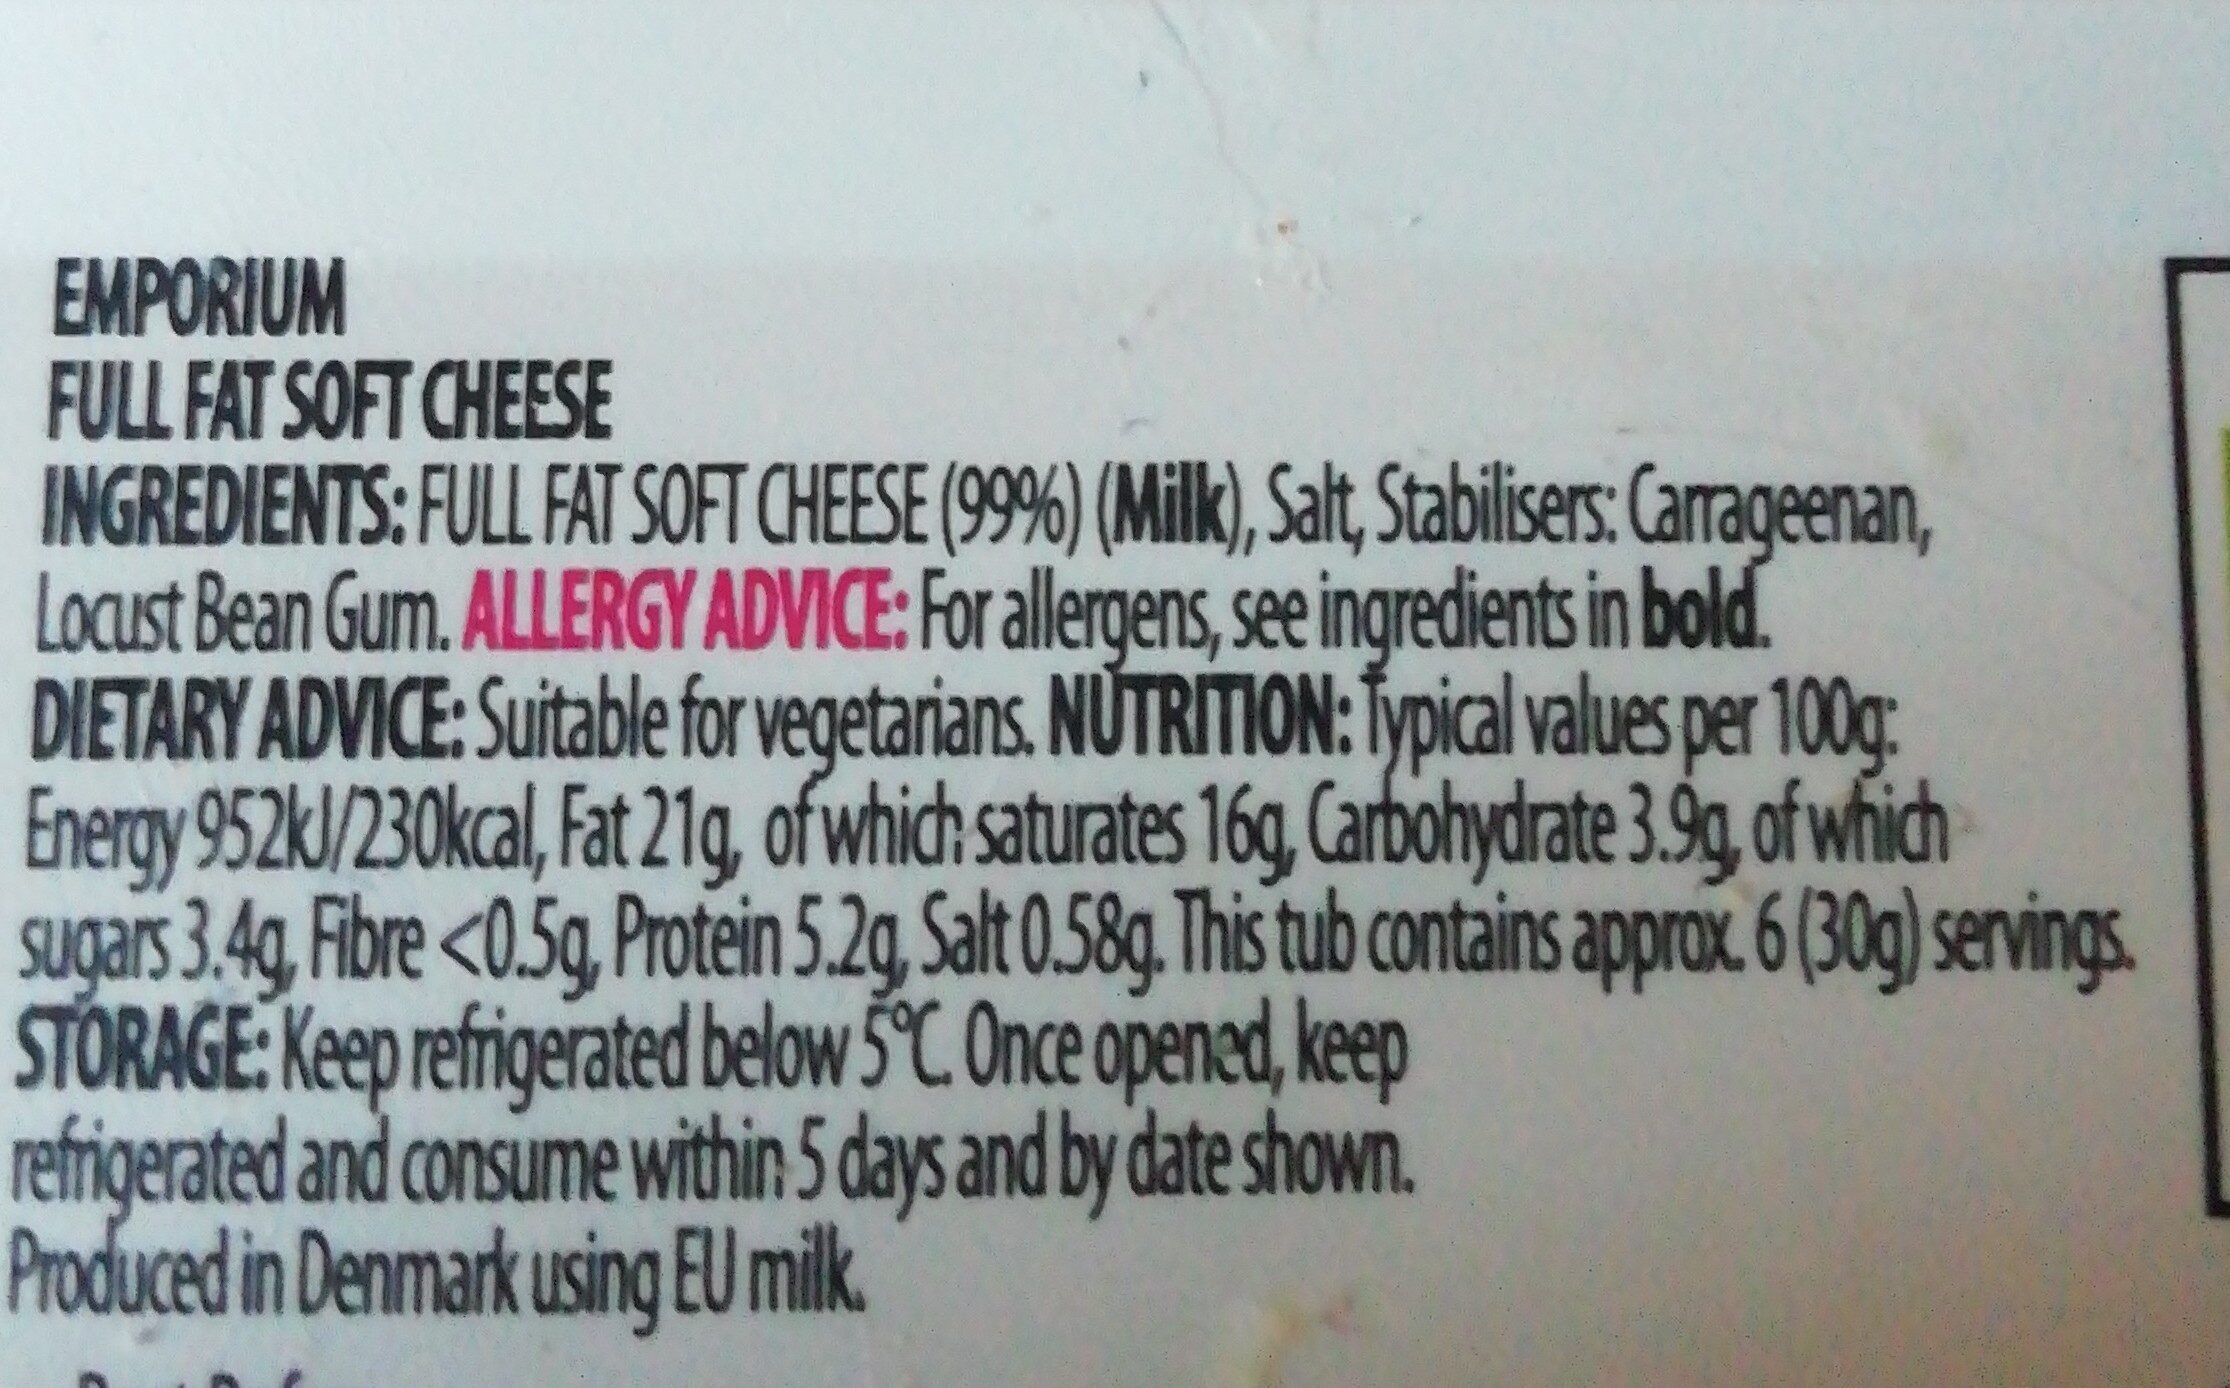 EMPORIUM
FULL FAT SOFT CHEESE
INGREDIENTS: FULL FAT SOFT CHEESE (99%) (Milk), Salt, Stabilisers: Carrageenan,
Locust Bean Gum. ALLERGY ADVICE: For allergens, see ingredients in bold.
DIETARY ADVICE: Suitable for vegetarians. NUTRITION: Typical values per 100g:
Energy 952kJ/230kcal, Fat 21g, of which saturates 16g, Carbohydrate 3.9g, of which
sugars 3.4g, Fibre <0.5g, Protein 5.2g, Salt 0.58g. This tub contains approx. 6 (30g) servings.
STORAGE: Keep refrigerated below 5°C. Once opened, keep
refrigerated and consume within 5 days and by date shown.
Produced in Denmark using EU milk.